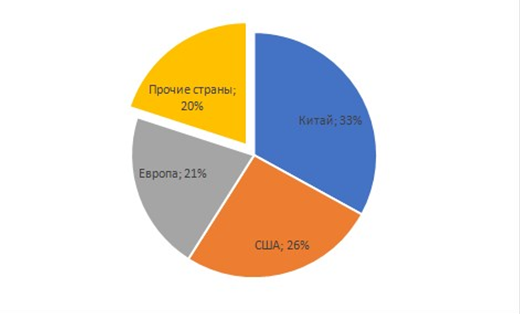 Прочие страны;
20%
Китай; 33%
Европа; 21%
США; 26%